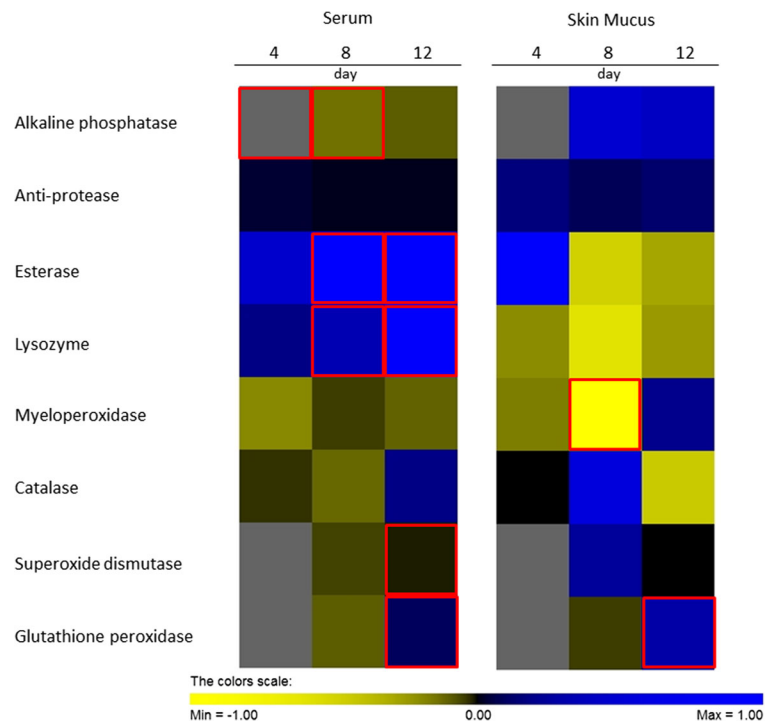 Serum Skin Mucus
4 8 12 4 8 12
day day
Alkaline phosphatase
Anti-protease
Esterase
Lysozyme
Myeloperoxidase
Catalase
Superoxide dismutase
Glutathione peroxidase
The colors scale:
Min = -1.00 0.00 Max = 1.00